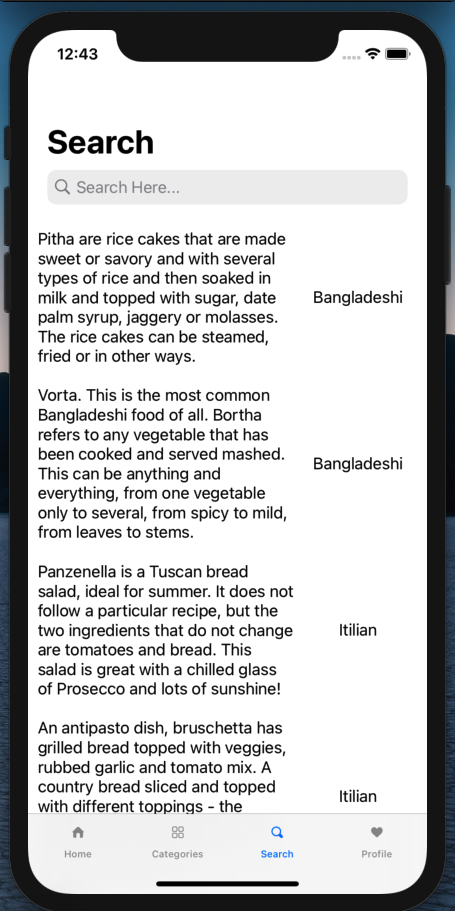 12:43
Search
Search Here...
Pitha are rice cakes that are made
sweet or savory and with several
types of rice and then soaked in
milk and topped with sugar, date
palm syrup, jaggery or molasses.
The rice cakes can be steamed,
fried or in other ways.
Bangladeshi
Vorta. This is the most common
Bangladeshi food of all. Bortha
refers to any vegetable that has
been cooked and served mashed.
This can be anything and
everything, from one vegetable
only to several, from spicy to mild,
from leaves to stems.
Bangladeshi
Panzenella is a Tuscan bread
salad, ideal for summer. It does not
follow a particular recipe, but the
two ingredients that do not change
are tomatoes and bread. This
salad is great with a chilled glass
of Prosecco and lots of sunshine!
Itilian
An antipasto dish, bruschetta has
grilled bread topped with veggies,
rubbed garlic and tomato mix. A
country bread sliced and topped
with different toppings - the
Itilian
Home
Categories
Search
Profile